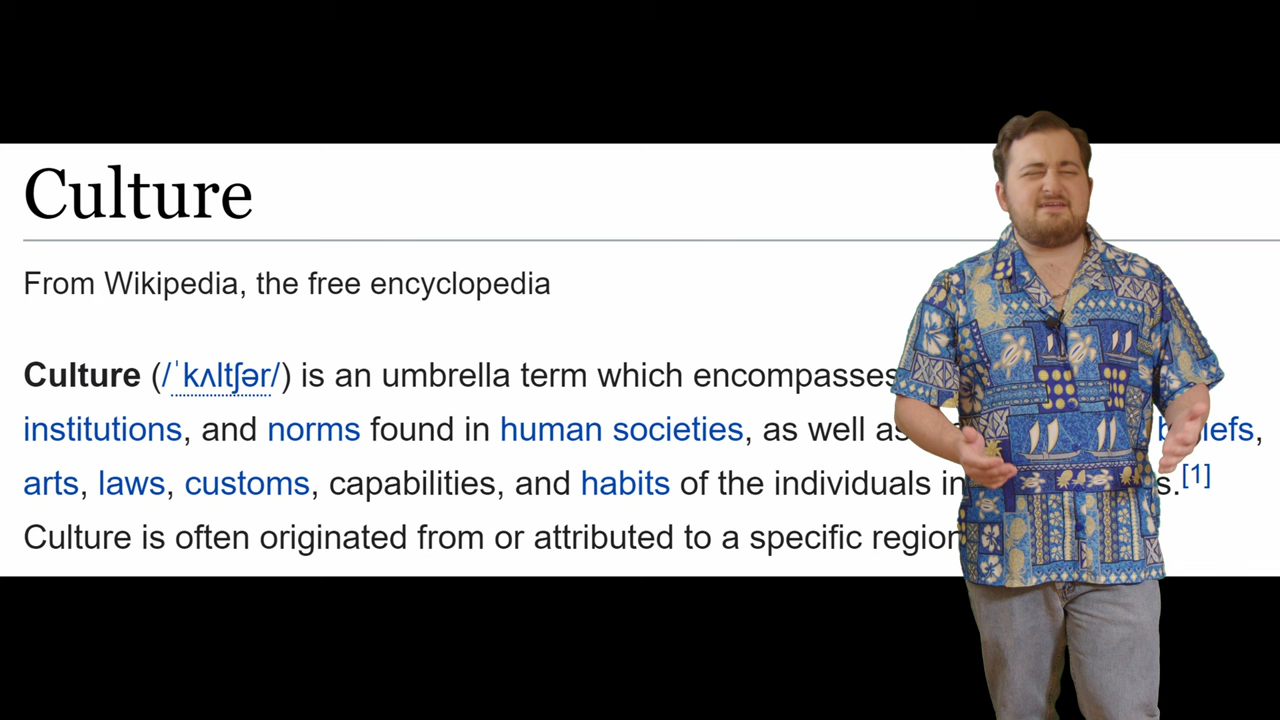 Culture
From Wikipedia, the free encyclopedia
Culture (/ˈkʌltʃər/) is an umbrella term which encompasses
institutions, and norms found in human societies, as well as beliefs,
arts, laws, customs, capabilities, and habits of the individuals in [1]
Culture is often originated from or attributed to a specific region